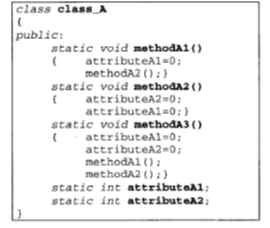 class class_A
{
public:
static void methodA1()
{ attributeA1=0;
methodA2();}
static void methodA2()
{ attributeA2=0;
attributeA1=0;}
static void methodA3()
{ attributeA1=0;
attributeA2=0;
methodA1();
methodA2();}
static int attributeA1;
static int attributeA2;
}